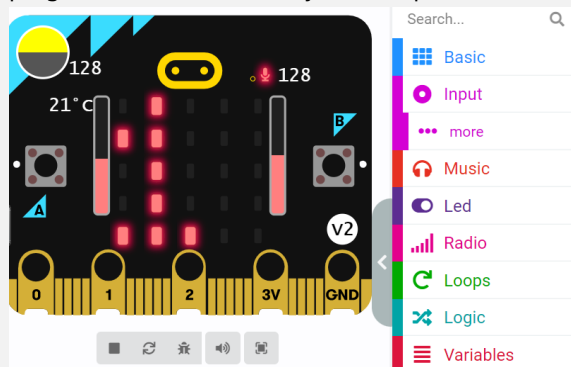 Search...
128
128
21°C
B
A
V2
0
1
2
3V
GND
Basic
Input
more
Music
Led
Radio
Loops
Logic
Variables